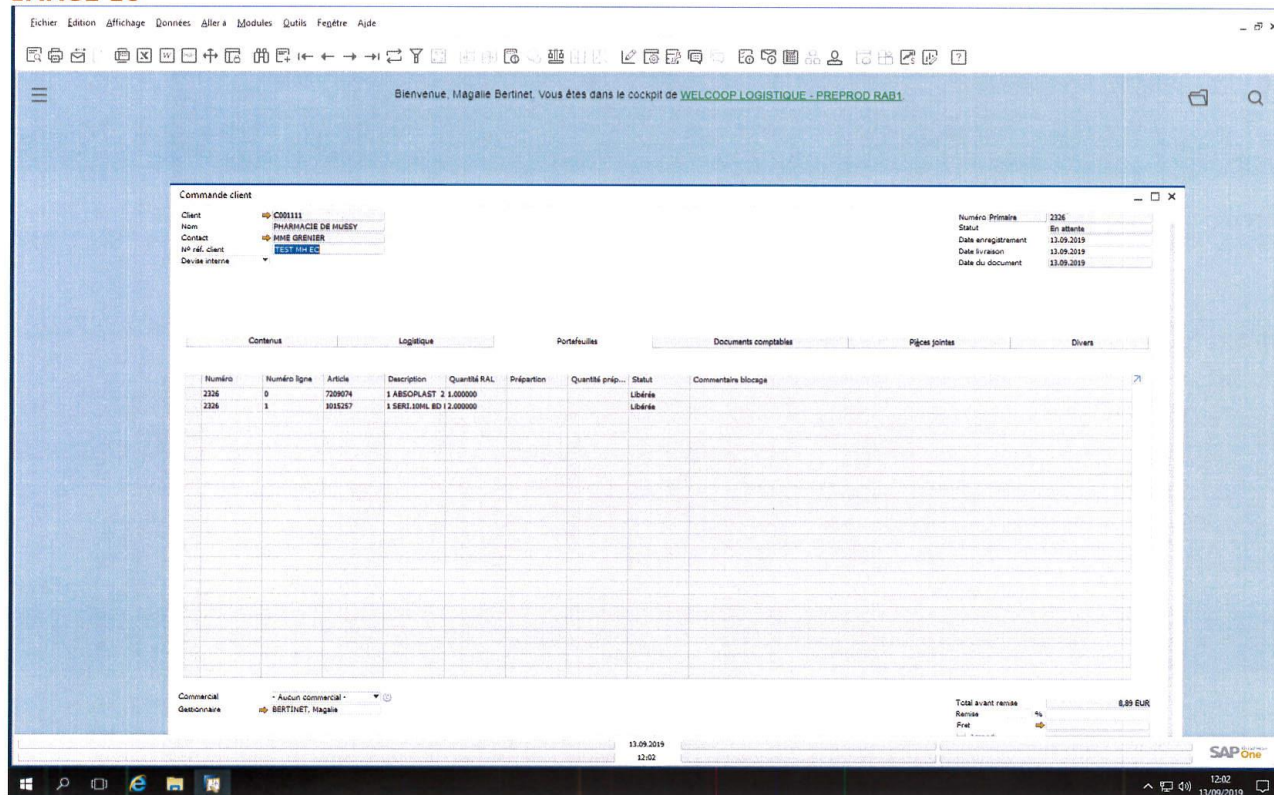 Fichier Édition Affichage Données Aller à Modules Outils Fenêtre Aide
Bienvenue, Magalie Bertinet. Vous êtes dans le cockpit de WELCOOP LOGISTIQUE - PREPROD RAB1.
Commande client
Client C001111
Nom PHARMACIE DE MUSSY
Contact MME GRENIER
Nº réf. client TEST MH EC
Devise interne
Numéro Primaire 2326
Statut En attente
Date enregistrement 13.09.2019
Date livraison 13.09.2019
Date du document 13.09.2019
Contenus Logistique Portefeuilles Documents comptables Pièces jointes Divers
Numéro Numéro ligne Article Description Quantité RAL Prépartion Quantité prép... Statut Commentaire blocage
2326 0 7209074 1 ABSOPLAST 2 1.000000 Libérée
2326 1 1015257 1 SERI.10ML BD I 2.000000 Libérée
Commercial - Aucun commercial -
Gestionnaire BERTINET, Magalie
Total avant remise 8,89 EUR
Remise %
Fret
13.09.2019
12:02
SAP One
12:02
13/09/2019